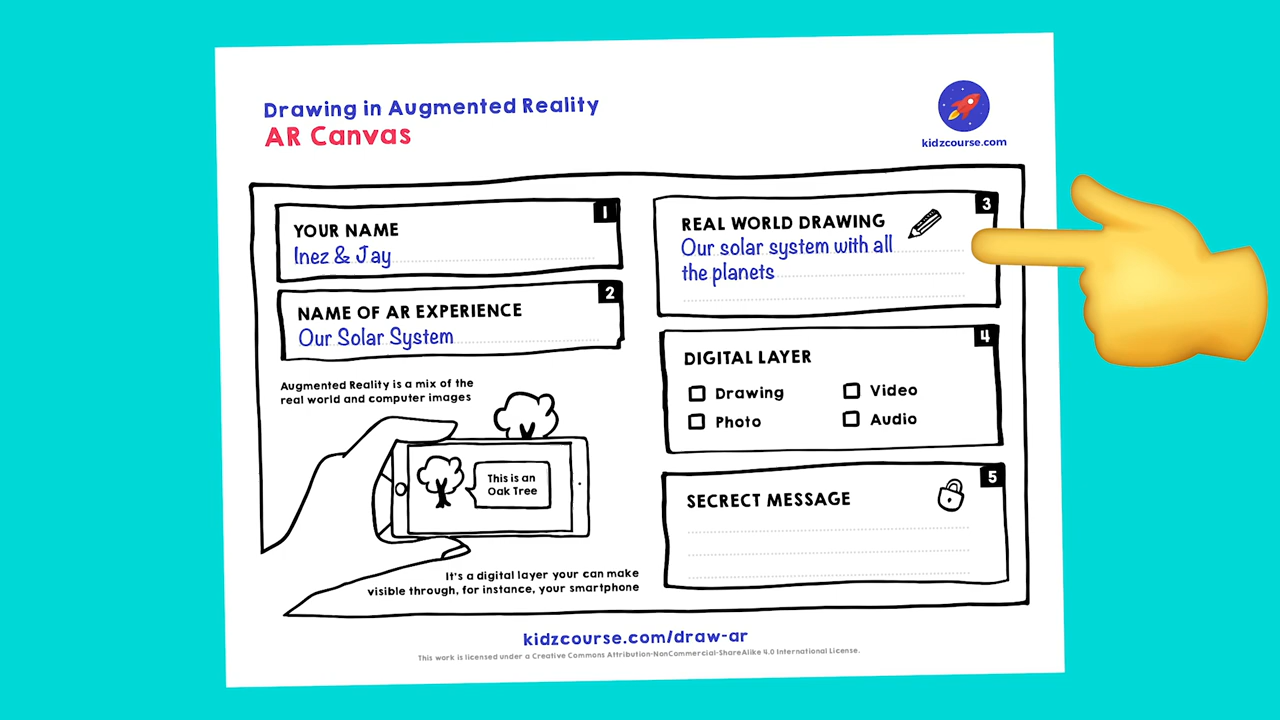 Drawing in Augmented Reality
AR Canvas
kidzcourse.com
1
YOUR NAME
Inez & Jay
2
NAME OF AR EXPERIENCE
Our Solar System
Augmented Reality is a mix of the
real world and computer images
This is an
Oak Tree
It's a digital layer your can make
visible through, for instance, your smartphone
3
REAL WORLD DRAWING
Our solar system with all
the planets
4
DIGITAL LAYER
Drawing
Video
Photo
Audio
5
SECRECT MESSAGE
kidzcourse.com/draw-ar
This work is licensed under a Creative Commons Attribution-NonCommercial-ShareAlike 4.0 International License.